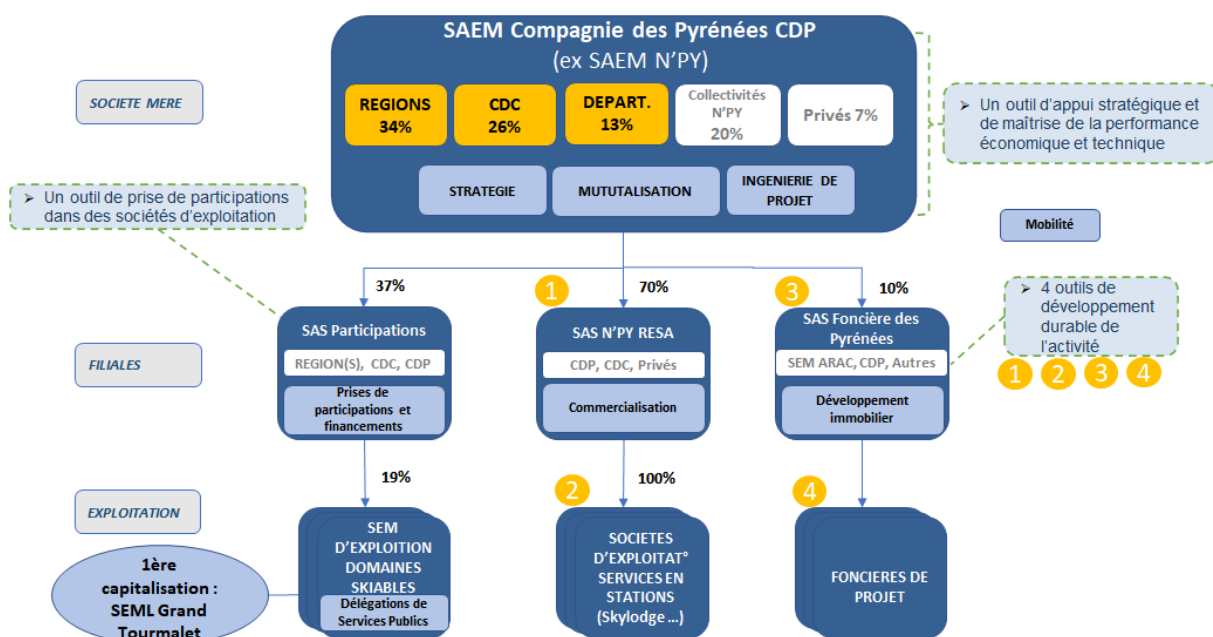 SAEM Compagnie des Pyrénées CDP
(ex SAEM N'PY)
SOCIETE MERE
REGIONS
34%
CDC
26%
DEPART.
13%
Collectivités
N'PY
20%
Privés 7%
➢ Un outil d'appui stratégique et
de maîtrise de la performance
économique et technique
STRATEGIE
MUTUTALISATION
INGENIERIE DE
PROJET
➢ Un outil de prise de participations
dans des sociétés d'exploitation
Mobilité
37%
1
70%
3
10%
➢ 4 outils de
développement
durable de
l'activité
1 2 3 4
FILIALES
SAS Participations
REGION(S), CDC, CDP
Prises de
participations et
financements
SAS N'PY RESA
CDP, CDC, Privés
Commercialisation
SAS Foncière des
Pyrénées
SEM ARAC, CDP, Autres
Développement
immobilier
19%
2
100%
4
EXPLOITATION
SEM
D'EXPLOITION
DOMAINES
SKIABLES
Délégations de
Services Publics
SOCIETES
D'EXPLOITAT°
SERVICES EN
STATIONS
(Skylodge ...)
FONCIERES DE
PROJET
1ère
capitalisation :
SEML Grand
Tourmalet